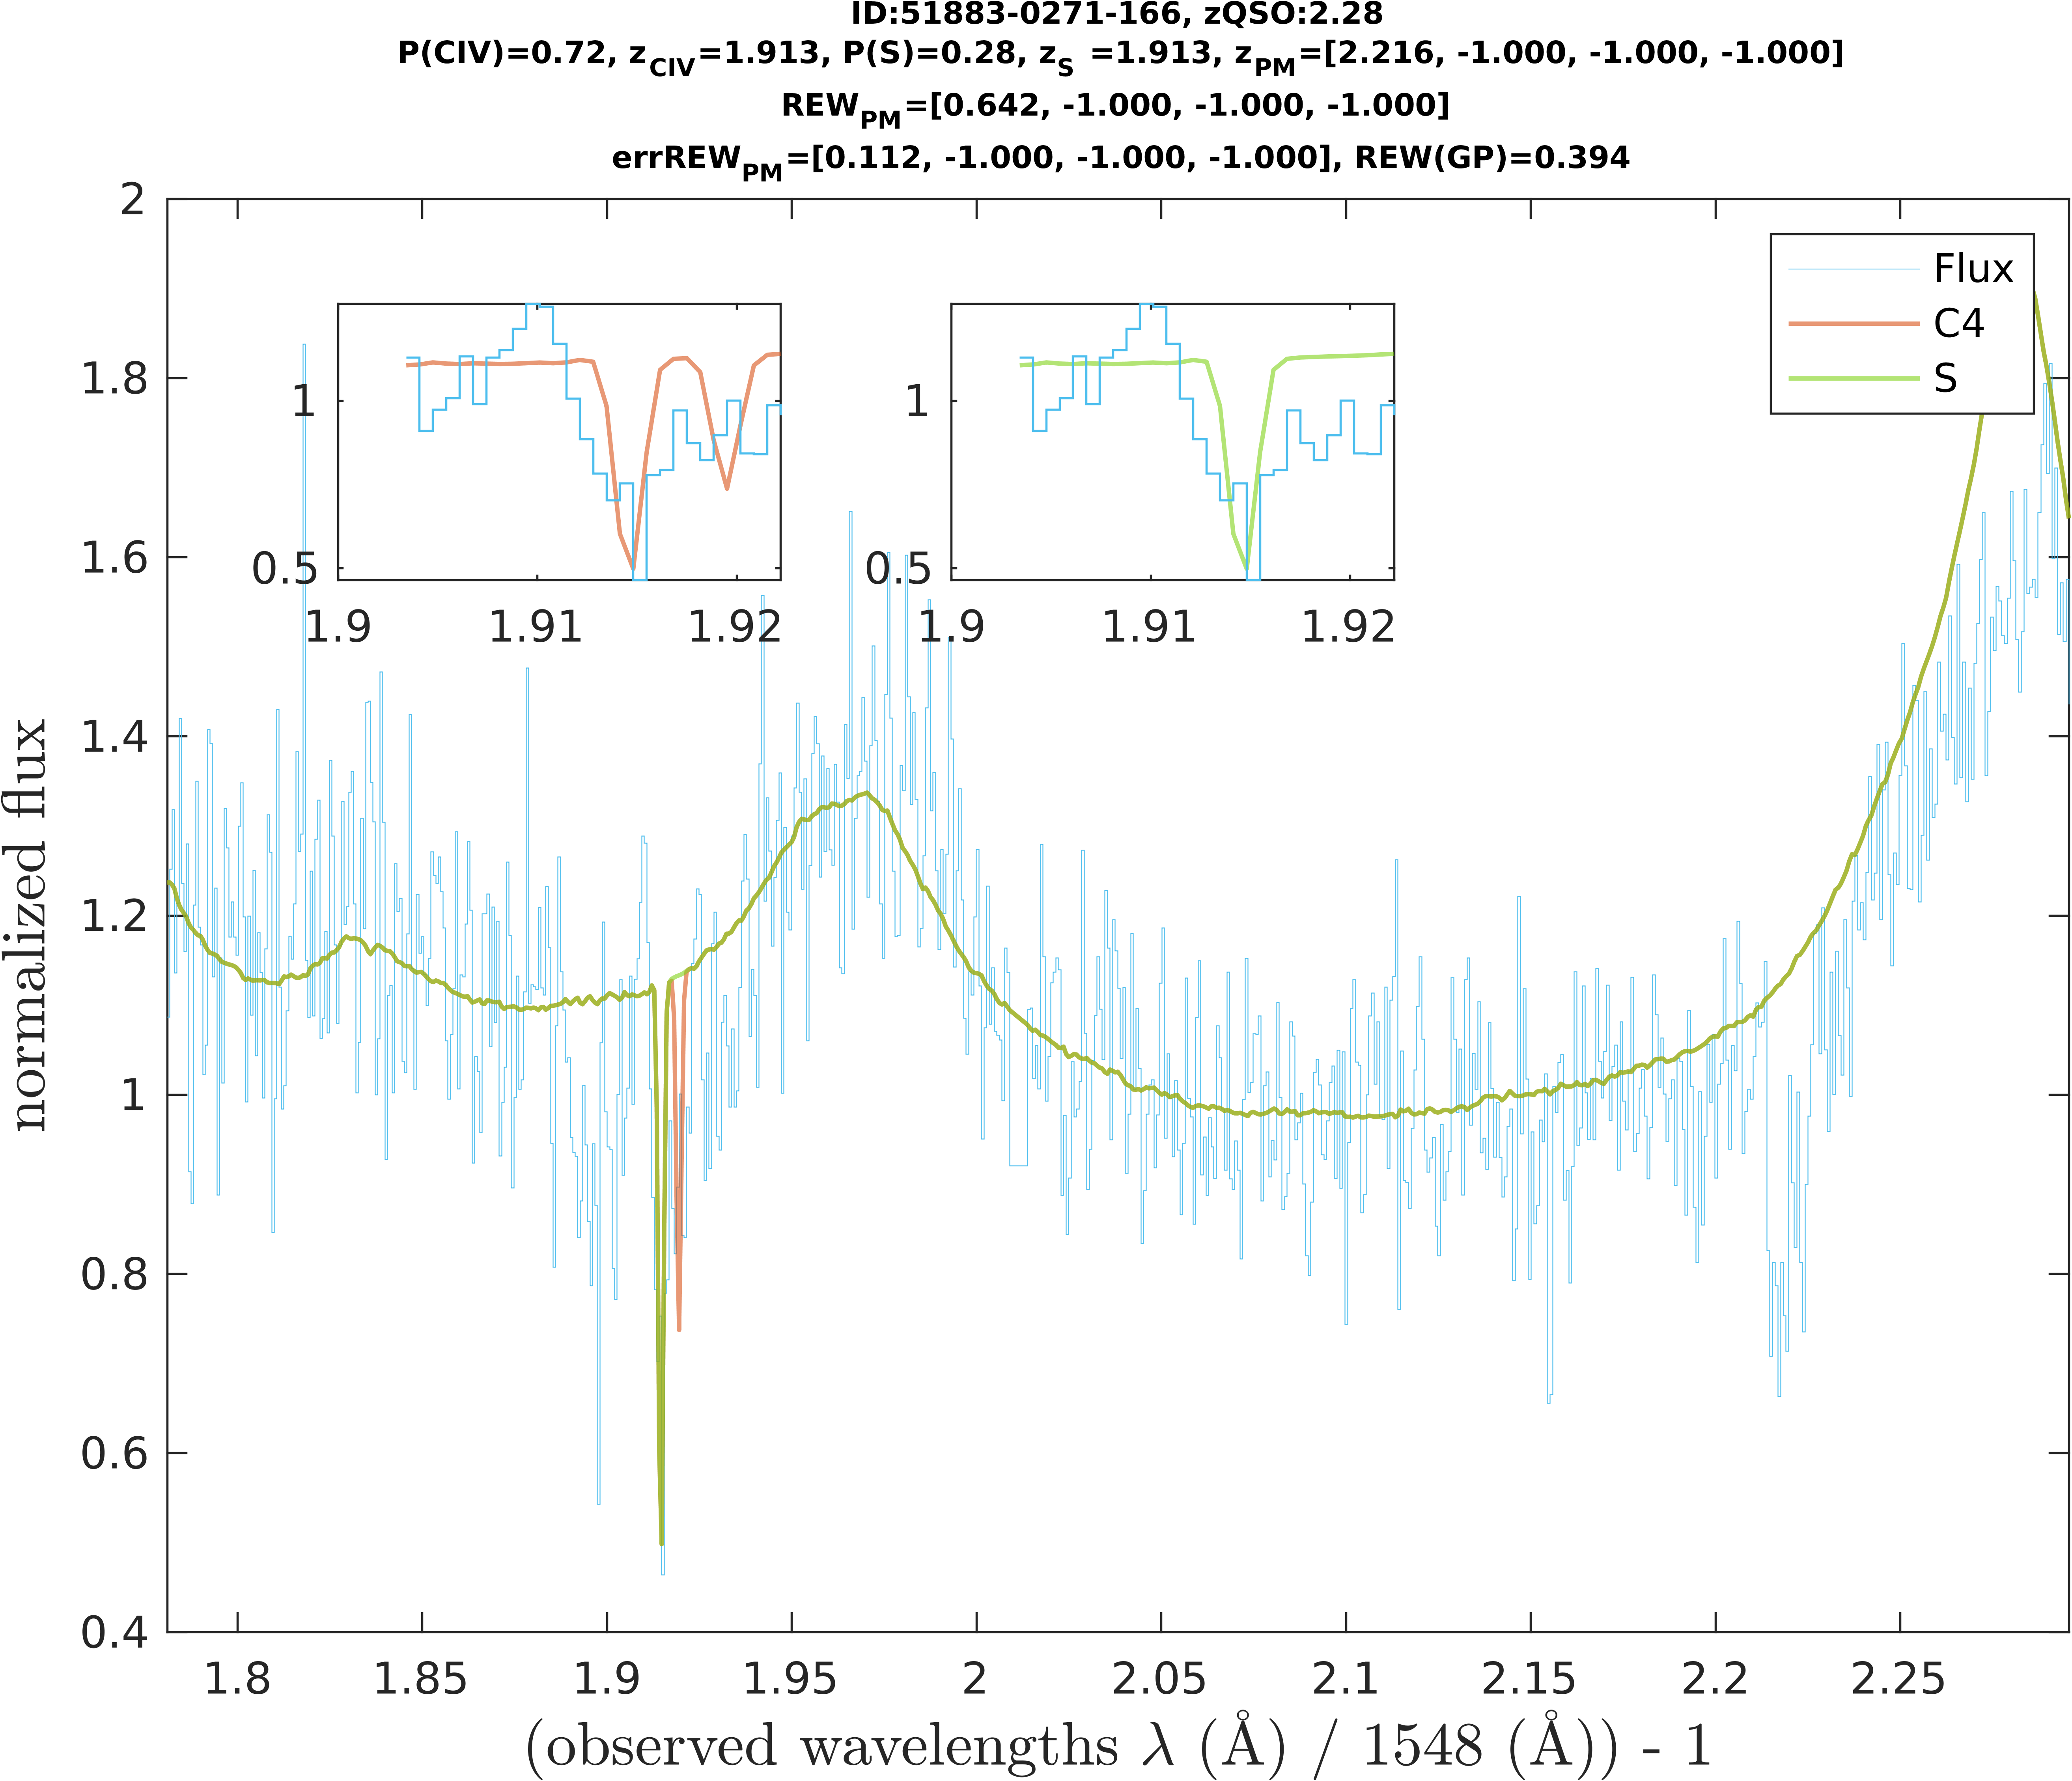 ID:51883-0271-166, zQSO:2.28
P(CIV)=0.72, zCIV=1.913, P(S)=0.28, zS =1.913, zPM=[2.216, -1.000, -1.000, -1.000]
REWPM=[0.642, -1.000, -1.000, -1.000]
errREWPM=[0.112, -1.000, -1.000, -1.000], REW(GP)=0.394
2
1.8
1.6
1.4
1.2
1
0.8
0.6
0.4
normalized flux
1
0.5
1.9 1.91 1.92
1
0.5
1.9 1.91 1.92
Flux
C4
S
1.8 1.85 1.9 1.95 2 2.05 2.1 2.15 2.2 2.25
(observed wavelengths λ (Å) / 1548 (Å)) - 1